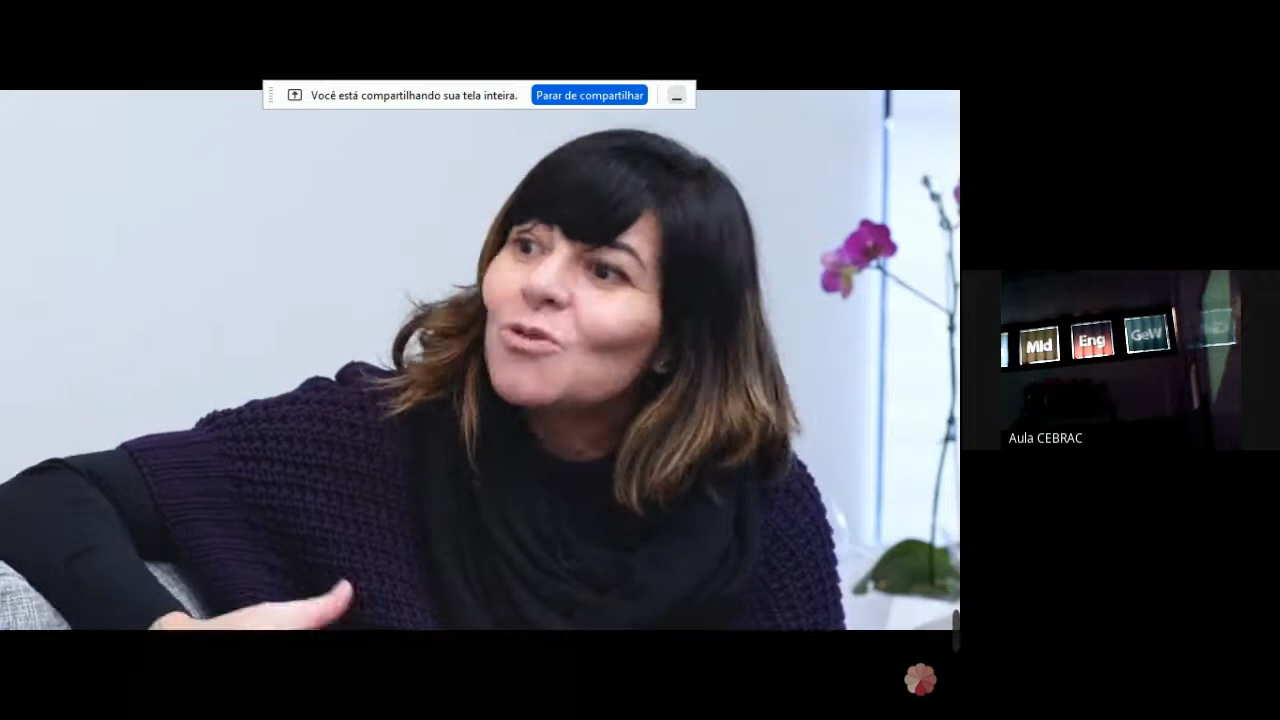 Você está compartilhando sua tela inteira. Parar de compartilhar
Mld Eng GeW
Aula CEBRAC